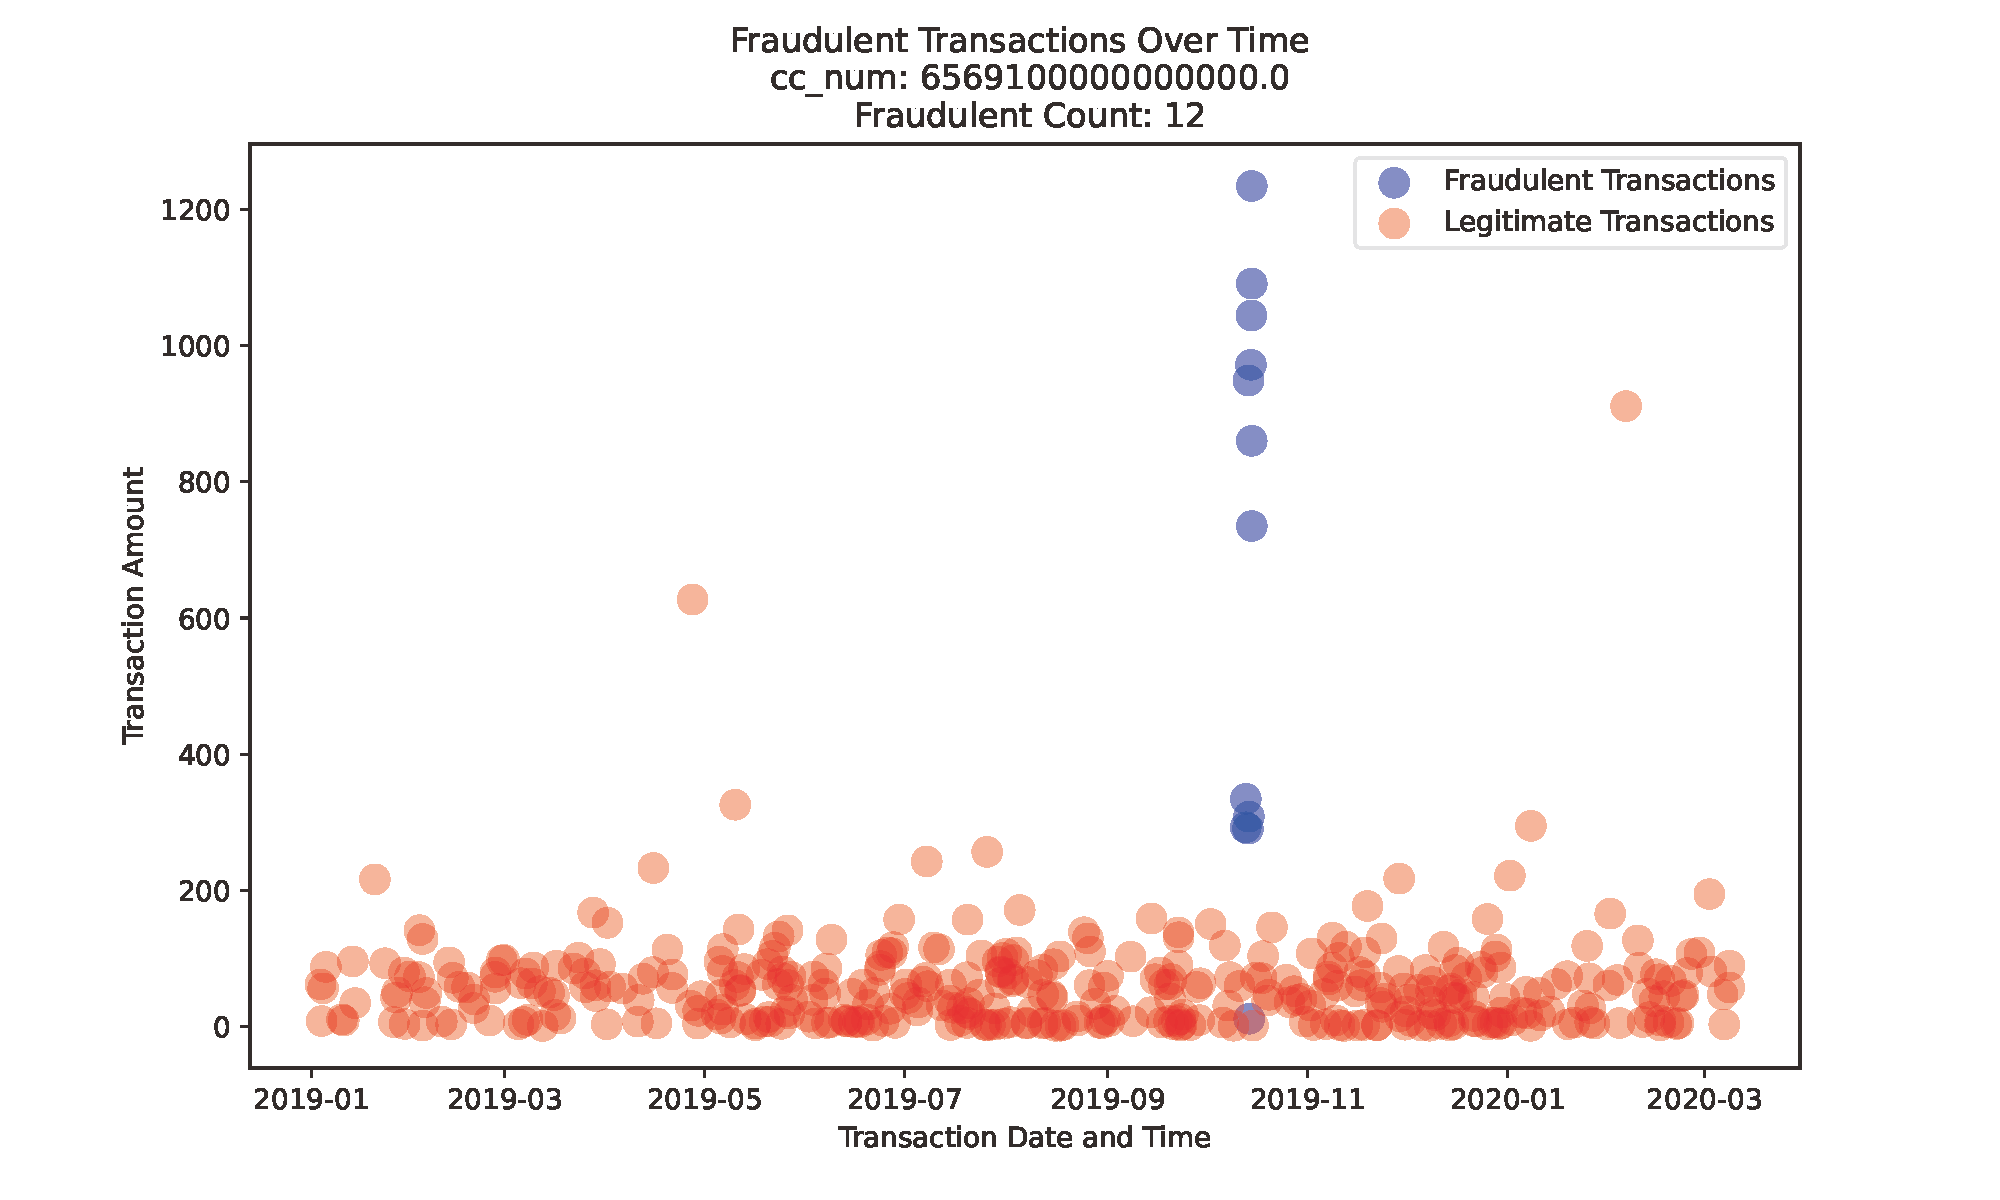 Fraudulent Transactions Over Time
cc_num: 6569100000000000.0
Fraudulent Count: 12
Fraudulent Transactions
Legitimate Transactions
1200
1000
800
600
400
200
0
Transaction Amount
2019-01 2019-03 2019-05 2019-07 2019-09 2019-11 2020-01 2020-03
Transaction Date and Time